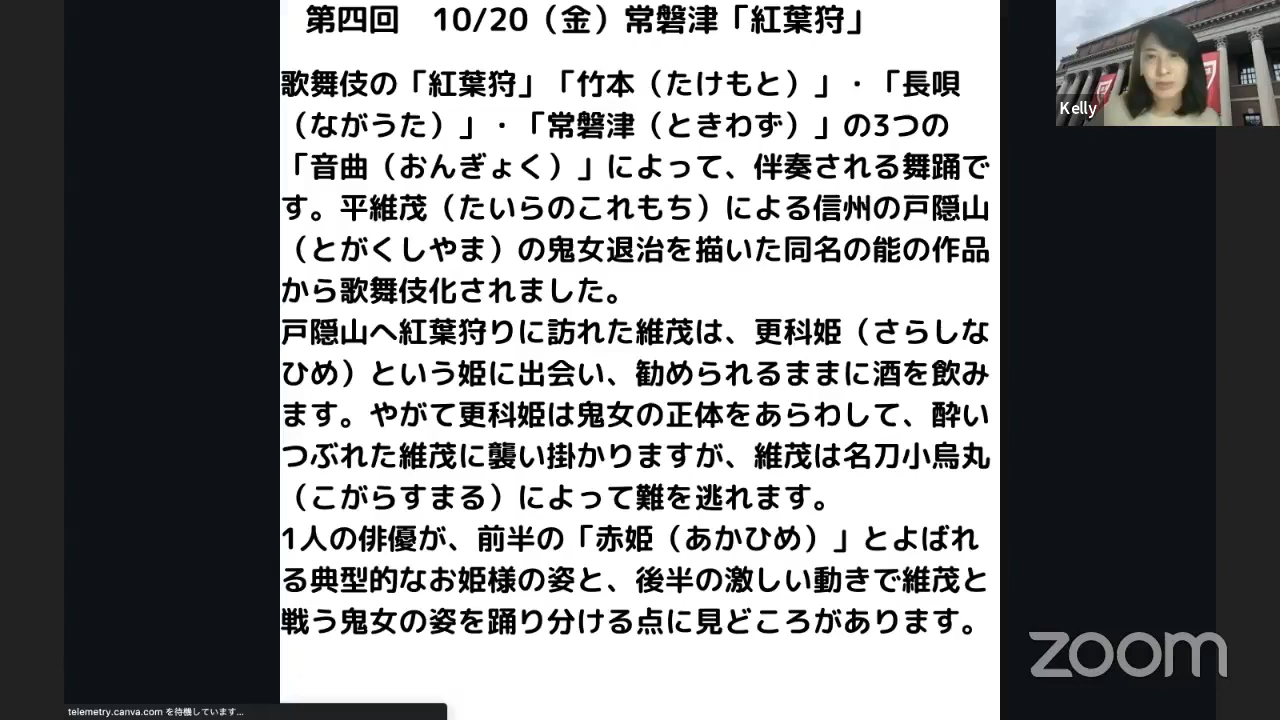 第四回　10/20（金）常磐津「紅葉狩」
歌舞伎の「紅葉狩」「竹本（たけもと）」・「長唄
（ながうた）」・「常磐津（ときわず）」の3つの
「音曲（おんぎょく）」によって、伴奏される舞踊で
す。平維茂（たいらのこれもち）による信州の戸隠山
（とがくしやま）の鬼女退治を描いた同名の能の作品
から歌舞伎化されました。
戸隠山へ紅葉狩りに訪れた維茂は、更科姫（さらしな
ひめ）という姫に出会い、勧められるままに酒を飲み
ます。やがて更科姫は鬼女の正体をあらわして、酔い
つぶれた維茂に襲い掛かりますが、維茂は名刀小烏丸
（こがらすまる）によって難を逃れます。
1人の俳優が、前半の「赤姫（あかひめ）」とよばれ
る典型的なお姫様の姿と、後半の激しい動きで維茂と
戦う鬼女の姿を踊り分ける点に見どころがあります。
Kelly
zoom
telemetry.canva.com を待機しています...